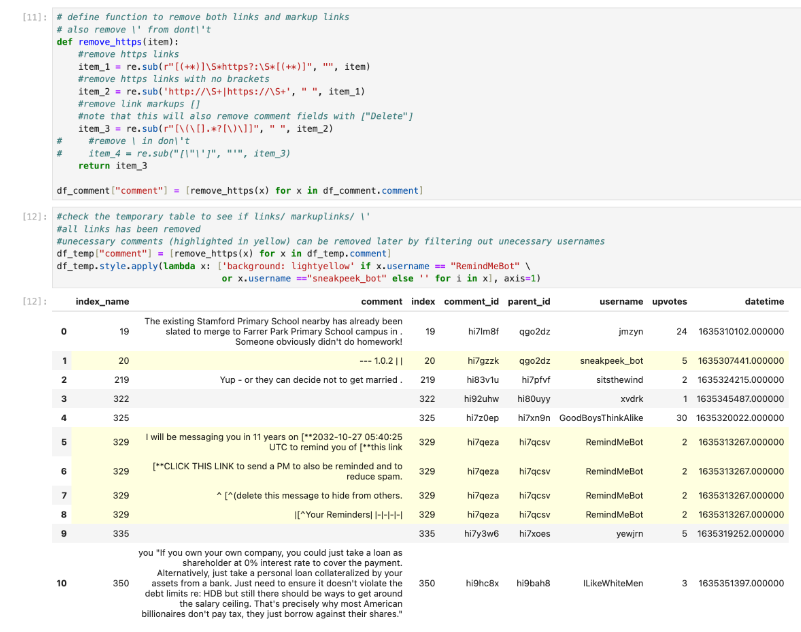 [11]: # define function to remove both links and markup links
# also remove \' from dont\'t
def remove_https(item):
#remove https links
item_1 = re.sub(r"[(+*)]\S*https?:\S*[(+*)]", "", item)
#remove https links with no brackets
item_2 = re.sub('http://\S+|https://\S+', " ", item_1)
#remove link markups []
#note that this will also remove comment fields with ["Delete"]
item_3 = re.sub(r"[\(\[].*?[\)\]]", " ", item_2)
# #remove \ in don\'t
# item_4 = re.sub("[\"\']", "'", item_3)
return item_3
df_comment["comment"] = [remove_https(x) for x in df_comment.comment]
[12]: #check the temporary table to see if links/ markuplinks/ \'
#all links has been removed
#unecessary comments (highlighted in yellow) can be removed later by filtering out unecessary usernames
df_temp["comment"] = [remove_https(x) for x in df_temp.comment]
df_temp.style.apply(lambda x: ['background: lightyellow' if x.username == "RemindMeBot" \
or x.username =="sneakpeek_bot" else '' for i in x], axis=1)
[12]: index_name comment index comment_id parent_id username upvotes datetime
The existing Stamford Primary School nearby has already been
0 19 slated to merge to Farrer Park Primary School campus in . 19 hi7lm8f qgo2dz jmzyn 24 1635310102.000000
Someone obviously didn't do homework!
1 20 --- 1.0.2 | | 20 hi7gzzk qgo2dz sneakpeek_bot 5 1635307441.000000
2 219 Yup - or they can decide not to get married . 219 hi83v1u hi7pfvf sitsthewind 2 1635324215.000000
3 322 322 hi92uhw hi80uyy xvdrk 1 1635345487.000000
4 325 325 hi7z0ep hi7xn9n GoodBoysThinkAlike 30 1635320022.000000
5 329 I will be messaging you in 11 years on [**2032-10-27 05:40:25 329 hi7qeza hi7qcsv RemindMeBot 2 1635313267.000000
UTC to remind you of [**this link
6 329 [**CLICK THIS LINK to send a PM to also be reminded and to 329 hi7qeza hi7qcsv RemindMeBot 2 1635313267.000000
reduce spam.
7 329 ^ [^(delete this message to hide from others. 329 hi7qeza hi7qcsv RemindMeBot 2 1635313267.000000
8 329 |[^Your Reminders| |-|-|-|-| 329 hi7qeza hi7qcsv RemindMeBot 2 1635313267.000000
9 335 335 hi7y3w6 hi7xoes yewjrn 5 1635319252.000000
you "If you own your own company, you could just take a loan as
shareholder at 0% interest rate to cover the payment.
Alternatively, just take a personal loan collateralized by your
10 350 assets from a bank. Just need to ensure it doesn't violate the 350 hi9hc8x hi9bah8 ILikeWhiteMen 3 1635351397.000000
debt limits re: HDB but still there should be ways to get around
the salary ceiling. That's precisely why most American
billionaires don't pay tax, they just borrow against their shares."